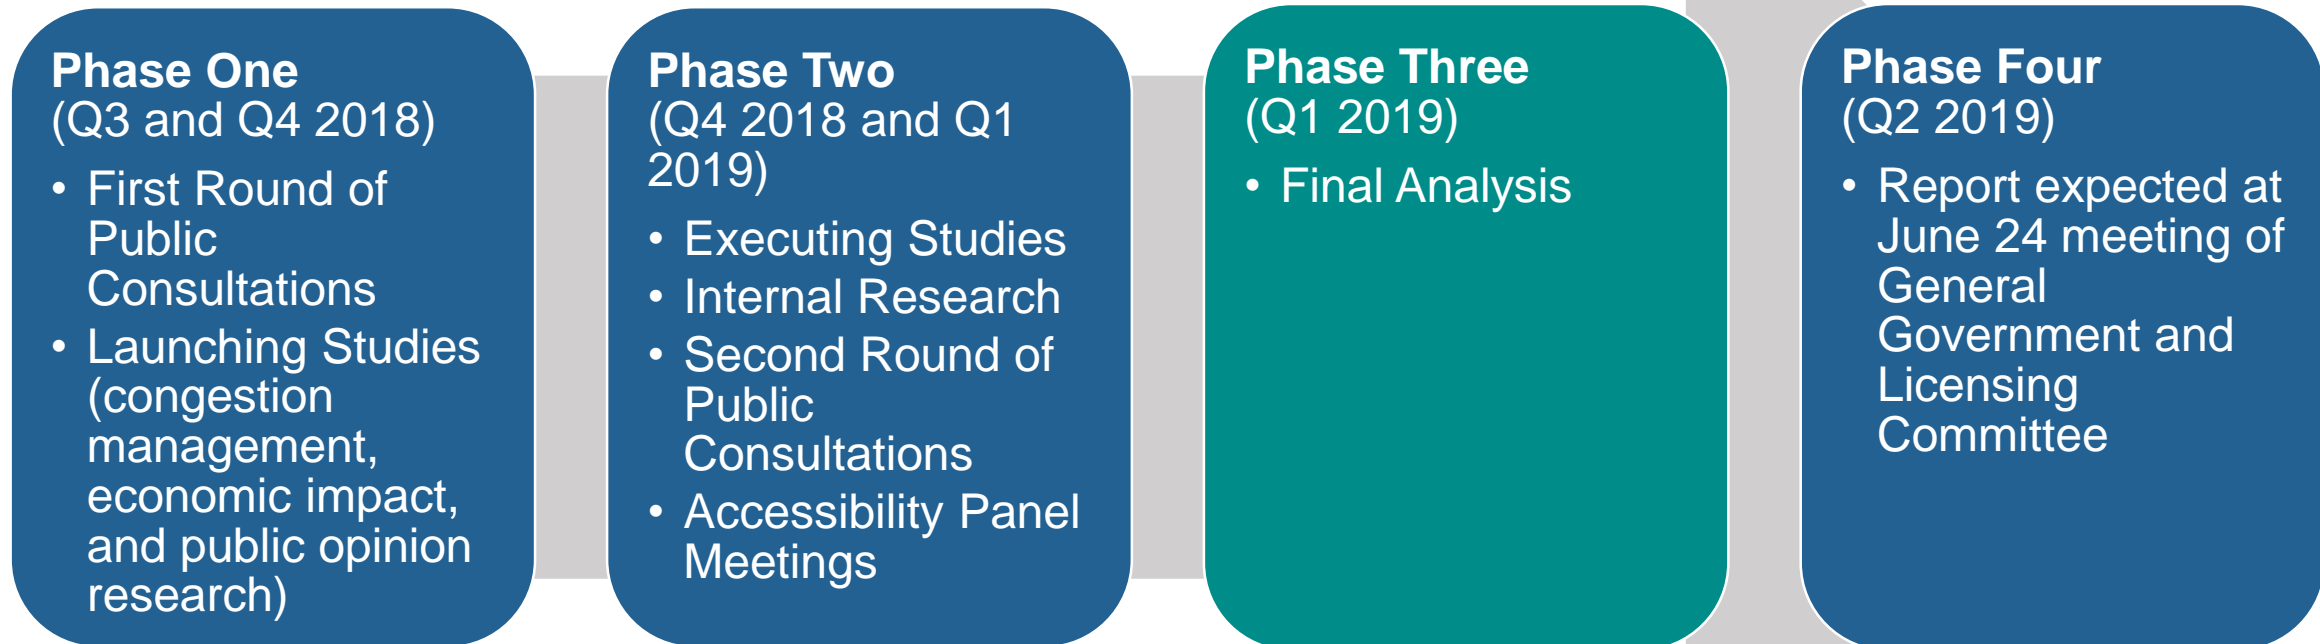 Phase One
(Q3 and Q4 2018)
• First Round of
Public
Consultations
• Launching Studies
(congestion
management,
economic impact,
and public opinion
research)
Phase Two
(Q4 2018 and Q1
2019)
• Executing Studies
• Internal Research
• Second Round of
Public
Consultations
• Accessibility Panel
Meetings
Phase Three
(Q1 2019)
• Final Analysis
Phase Four
(Q2 2019)
• Report expected at
June 24 meeting of
General
Government and
Licensing
Committee